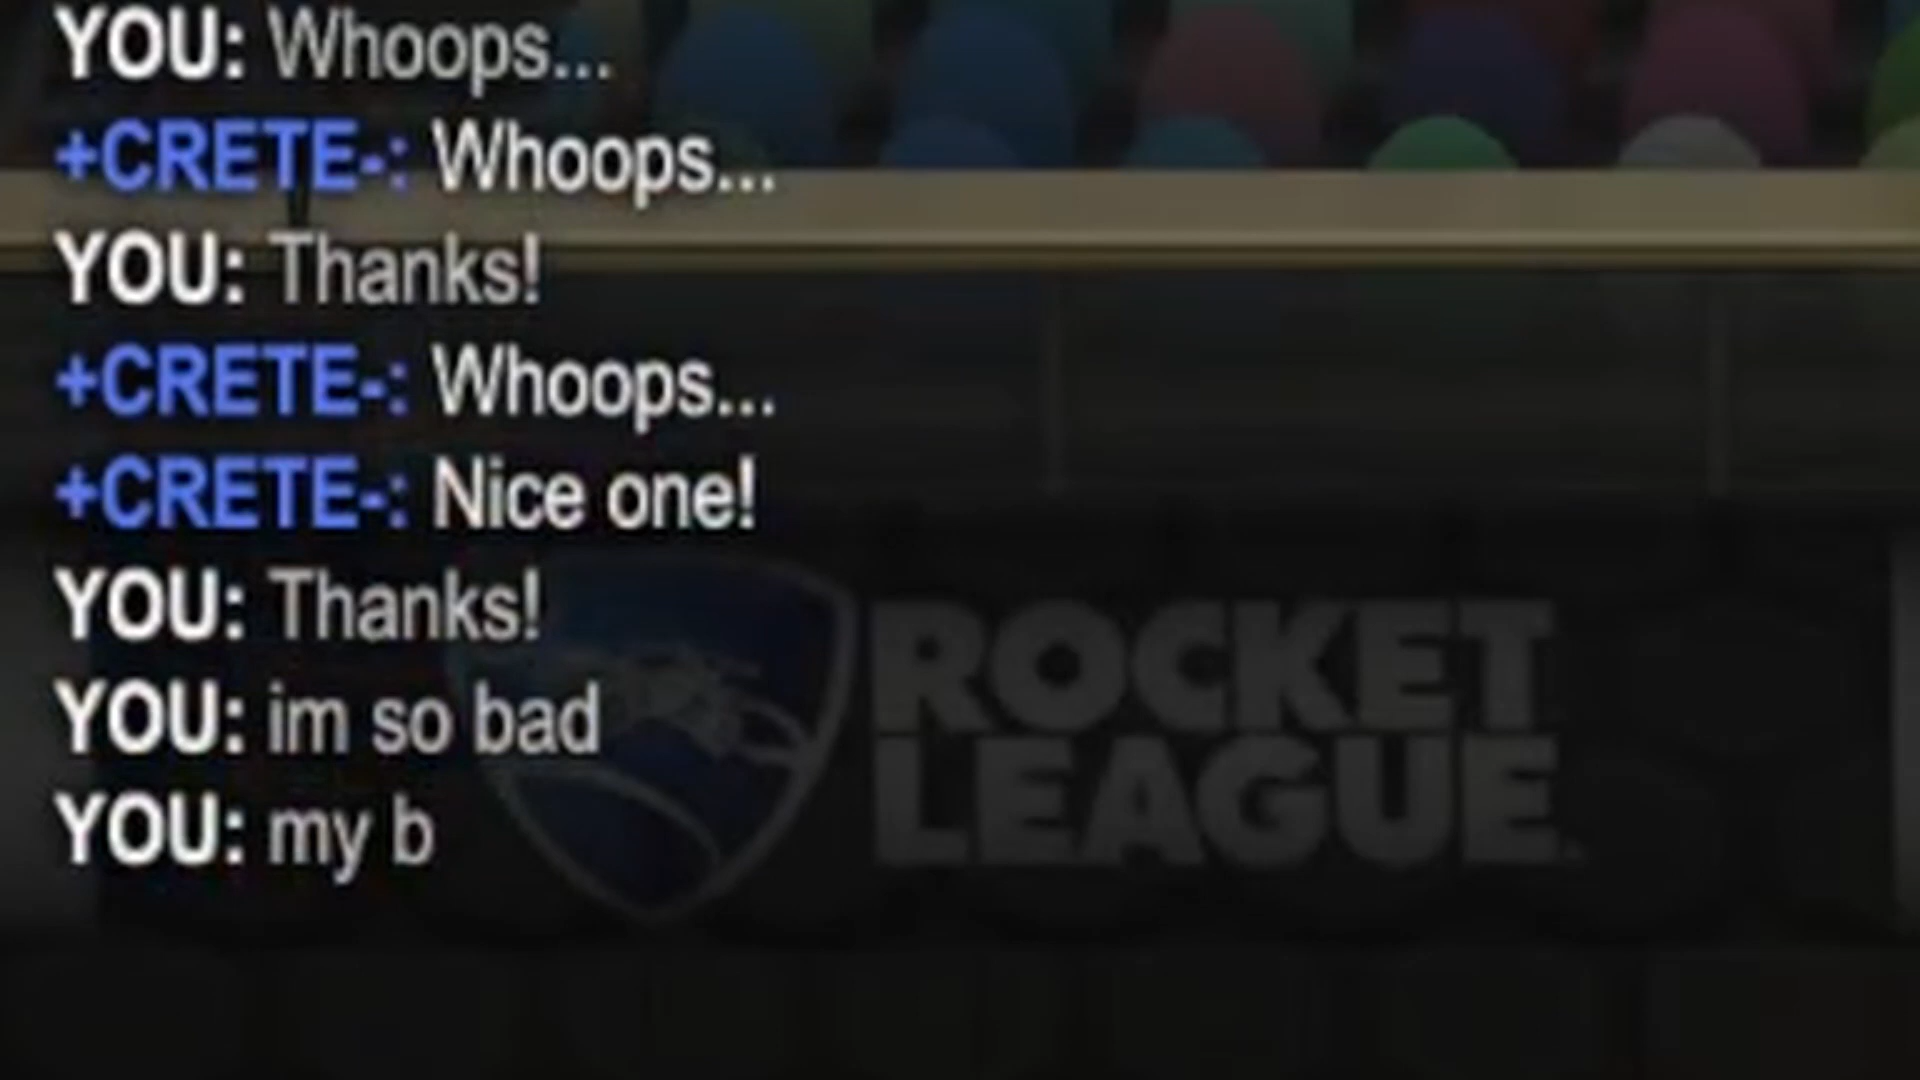 YOU: Whoops...
+CRETE-: Whoops...
YOU: Thanks!
+CRETE-: Whoops...
+CRETE-: Nice one!
YOU: Thanks!
YOU: im so bad
YOU: my b
ROCKET
LEAGUE